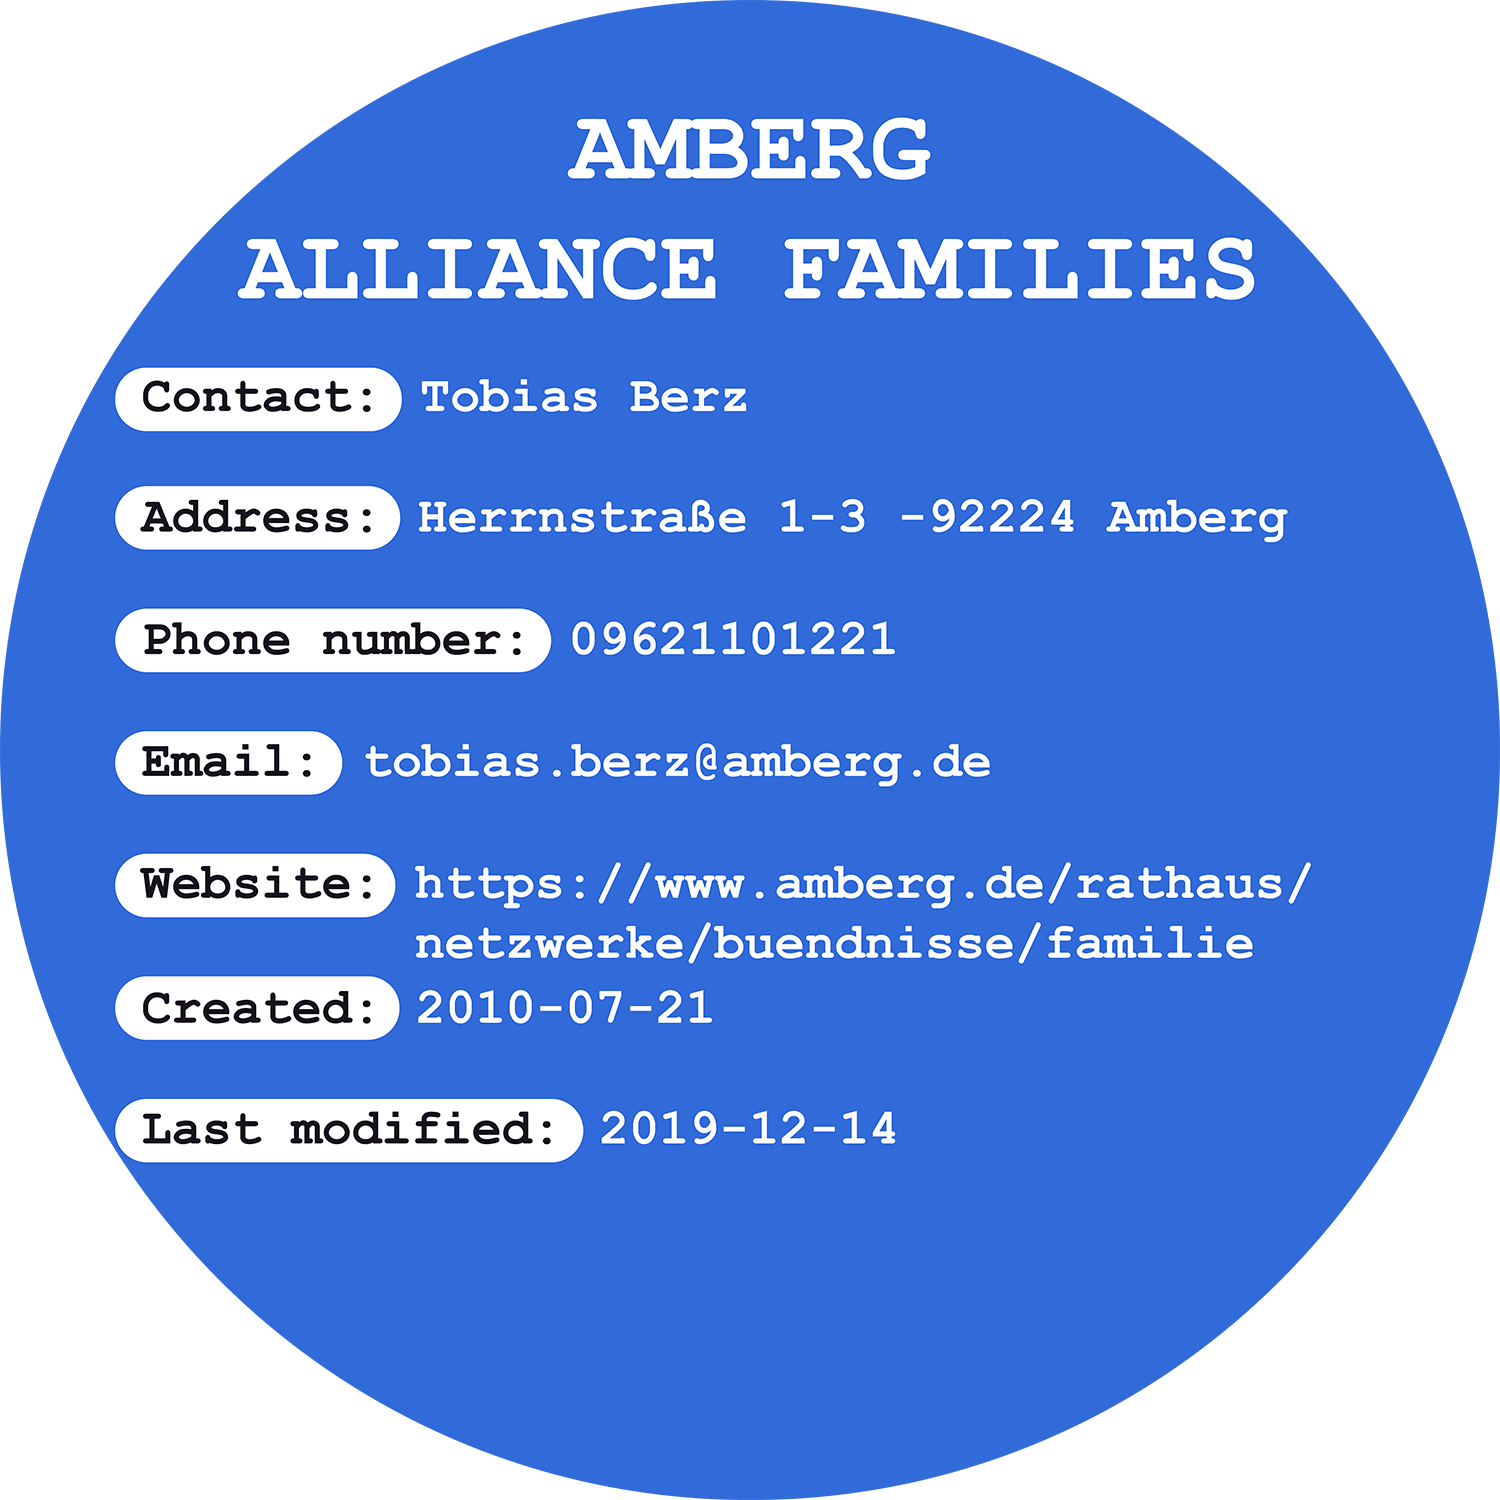 AMBERG
ALLIANCE FAMILIES
Contact: Tobias Berz
Address: Herrnstraße 1-3 -92224 Amberg
Phone number: 09621101221
Email: tobias.berz@amberg.de
Website: https://www.amberg.de/rathaus/
netzwerke/buendnisse/familie
Created: 2010-07-21
Last modified: 2019-12-14